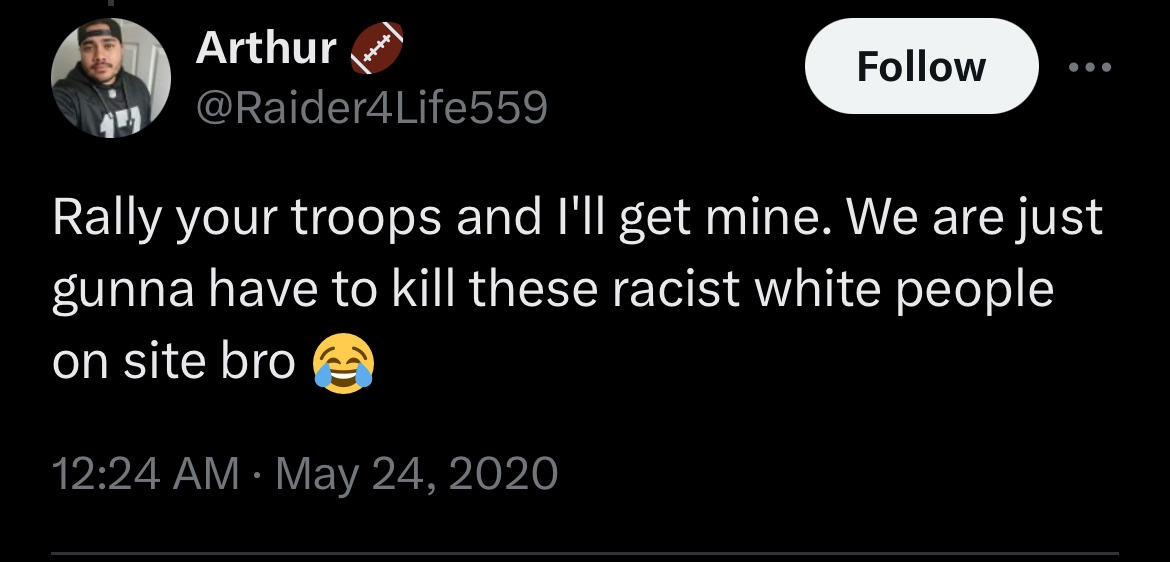 Arthur 🏈
Follow
@Raider4Life559
Rally your troops and I'll get mine. We are just
gunna have to kill these racist white people
on site bro 😂
12:24 AM · May 24, 2020